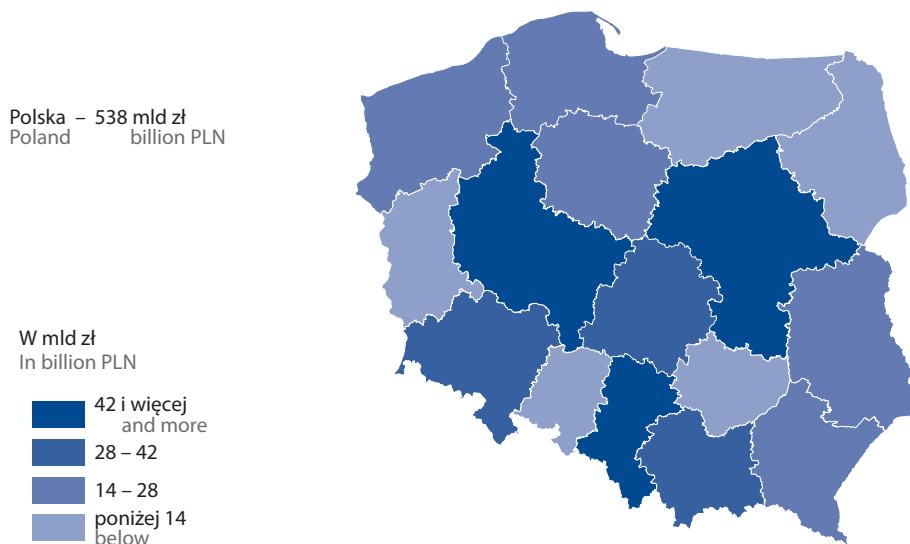 Polska – 538 mld zł
Poland billion PLN
W mld zł
In billion PLN
42 i więcej
and more
28 – 42
14 – 28
poniżej 14
below